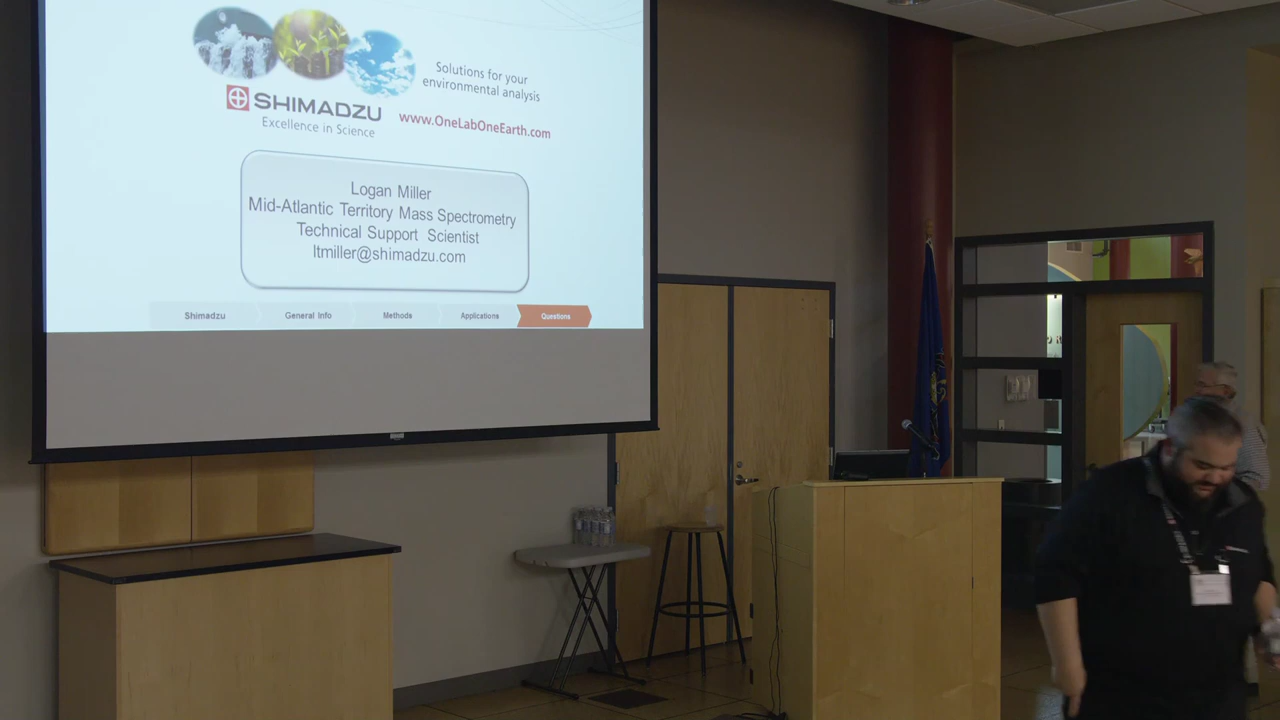 Solutions for your
environmental analysis
SHIMADZU
Excellence in Science
www.OneLabOneEarth.com
Logan Miller
Mid-Atlantic Territory Mass Spectrometry
Technical Support Scientist
ltmiller@shimadzu.com
Shimadzu
General Info
Methods
Applications
Questions